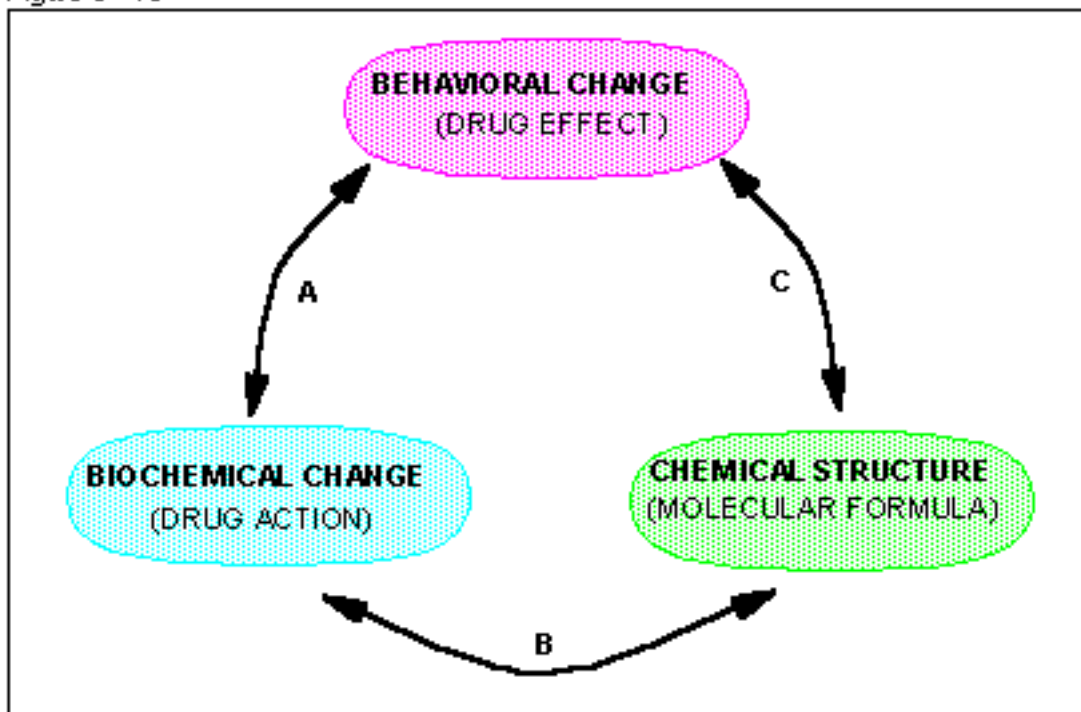 BEHAVIORAL CHANGE
(DRUG EFFECT)
A
C
BIOCHEMICAL CHANGE
(DRUG ACTION)
CHEMICAL STRUCTURE
(MOLECULAR FORMULA)
B